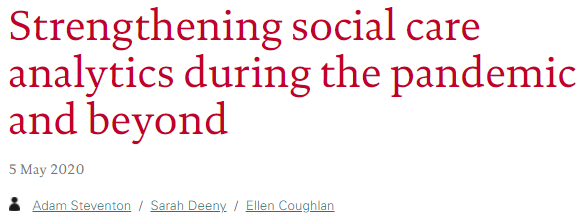 Strengthening social care
analytics during the pandemic
and beyond
5 May 2020
Adam Steventon / Sarah Deeny / Ellen Coughlan